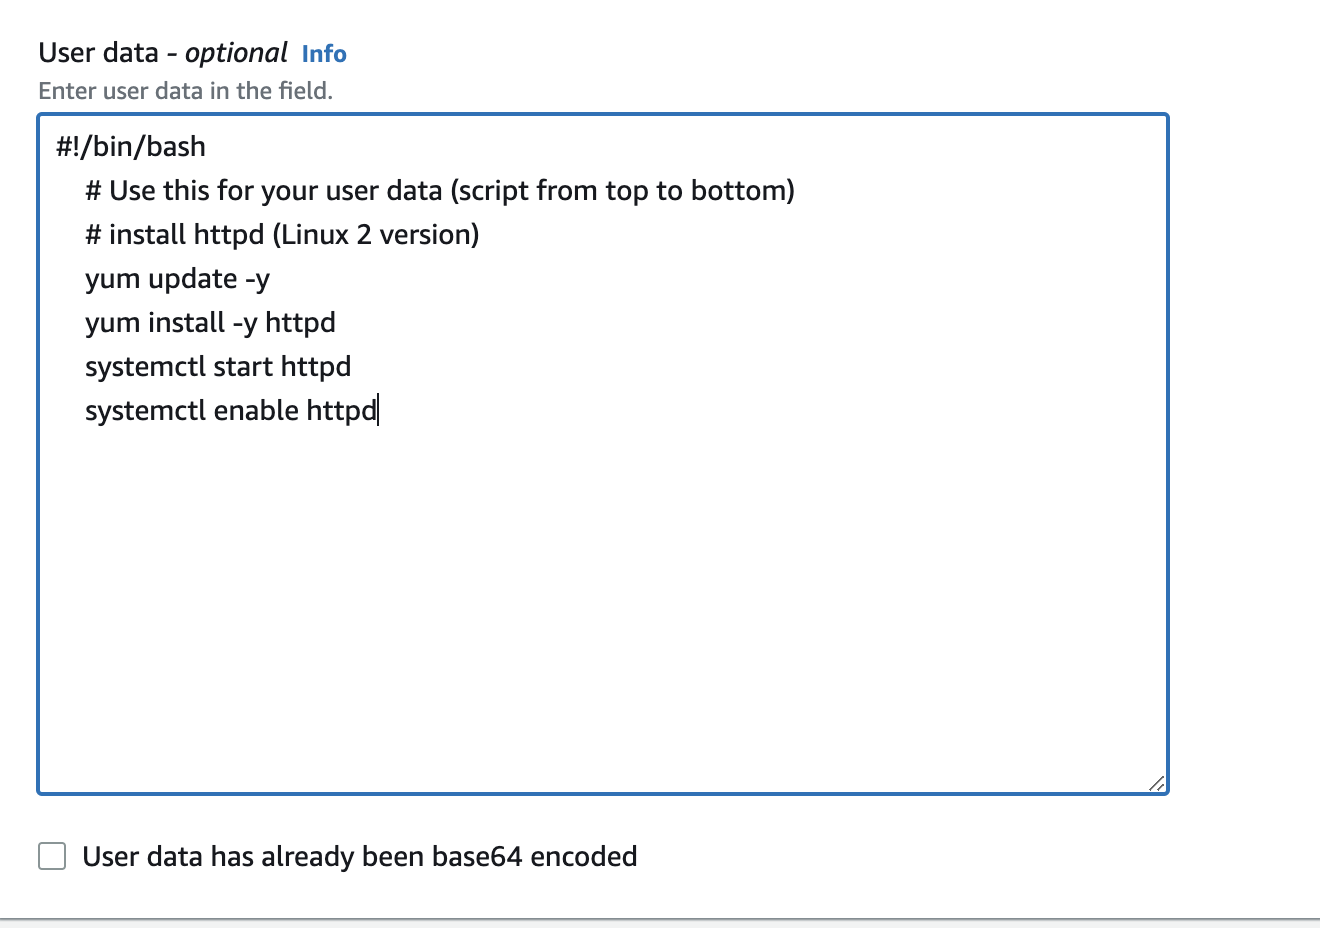 User data - optional Info
Enter user data in the field.
#!/bin/bash
# Use this for your user data (script from top to bottom)
# install httpd (Linux 2 version)
yum update -y
yum install -y httpd
systemctl start httpd
systemctl enable httpd
User data has already been base64 encoded